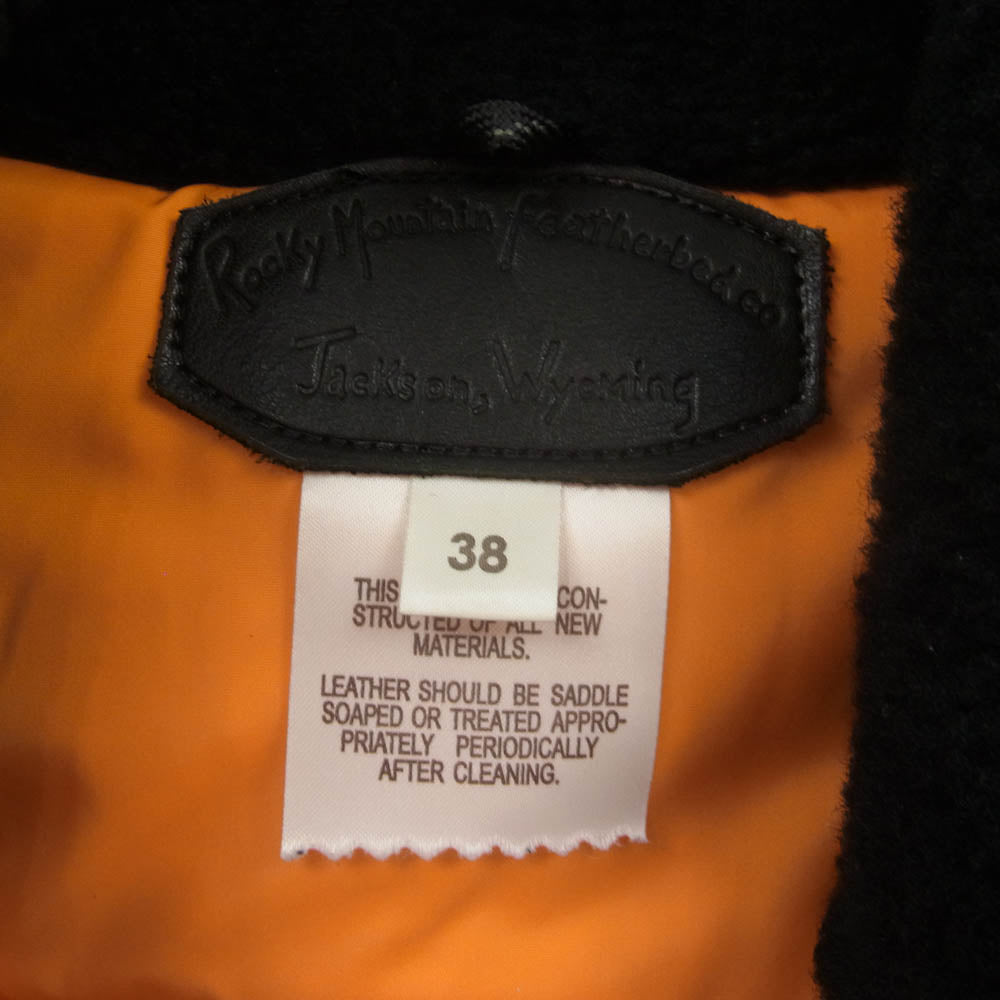 Rocky Mountain Featherbed co
Jackson, Wyoming
38
THIS CON-
STRUCTED OF ALL NEW
MATERIALS.
LEATHER SHOULD BE SADDLE
SOAPED OR TREATED APPRO-
PRIATELY PERIODICALLY
AFTER CLEANING.